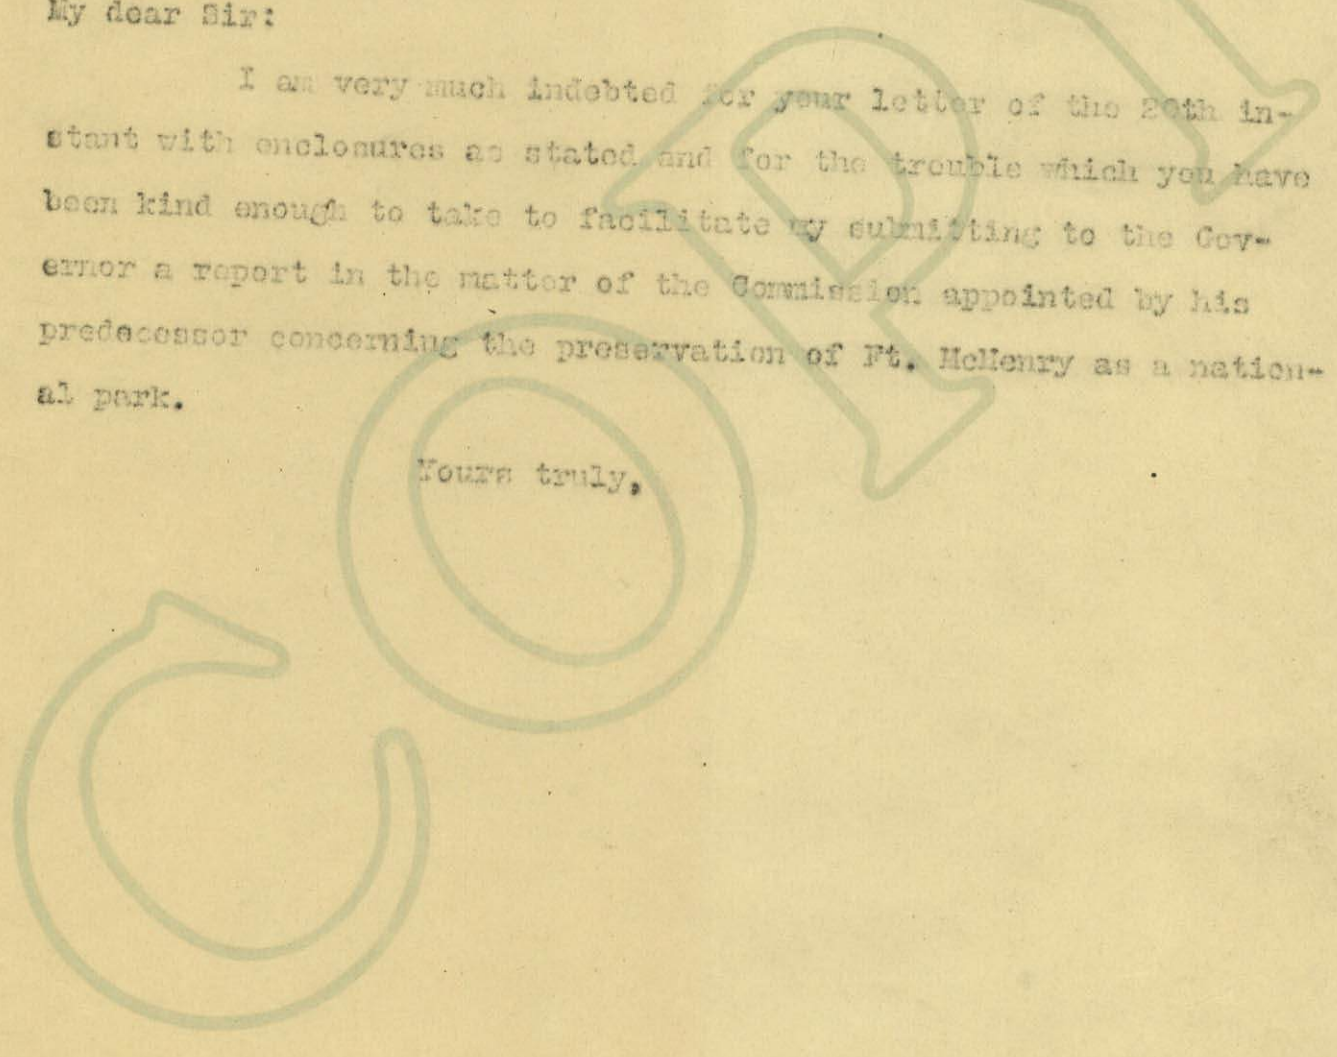 My dear Sir:
I am very much indebted for your letter of the 20th in-
stant with enclosures as stated and for the trouble which you have
been kind enough to take to facilitate my submitting to the Gov-
ernor a report in the matter of the Commission appointed by his
predecessor concerning the preservation of Ft. McHenry as a nation-
al park.
Yours truly,
COPY